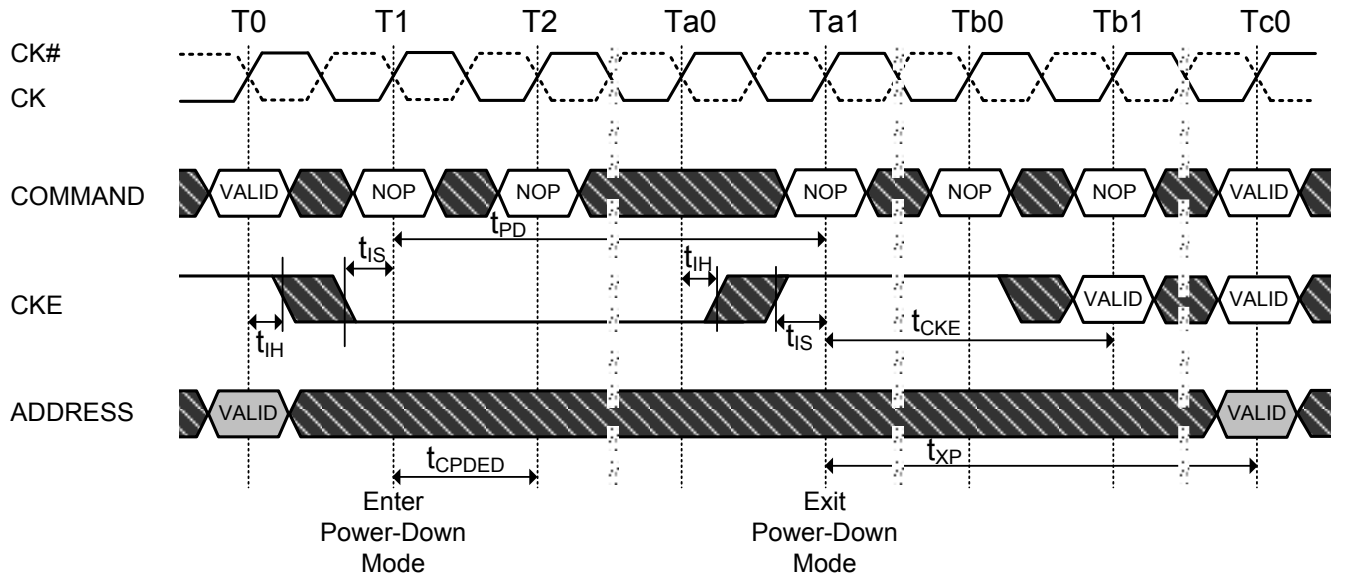 T0 T1 T2 Ta0 Ta1 Tb0 Tb1 Tc0
CK#
CK
COMMAND VALID NOP NOP NOP NOP NOP VALID
tPD
tIS tIH
CKE VALID VALID
tIH tIS tCKE
ADDRESS VALID VALID
tCPDED tXP
Enter Power-Down Mode
Exit Power-Down Mode